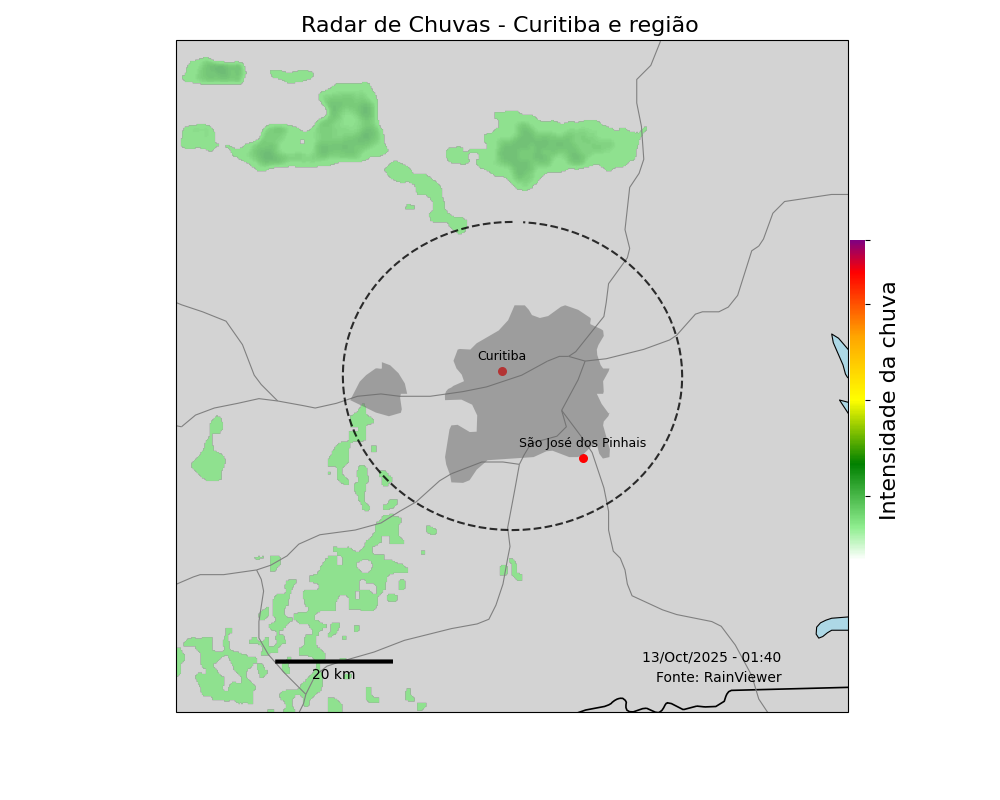 Radar de Chuvas - Curitiba e região
Curitiba
São José dos Pinhais
Intensidade da chuva
13/Oct/2025 - 01:40
Fonte: RainViewer
20 km